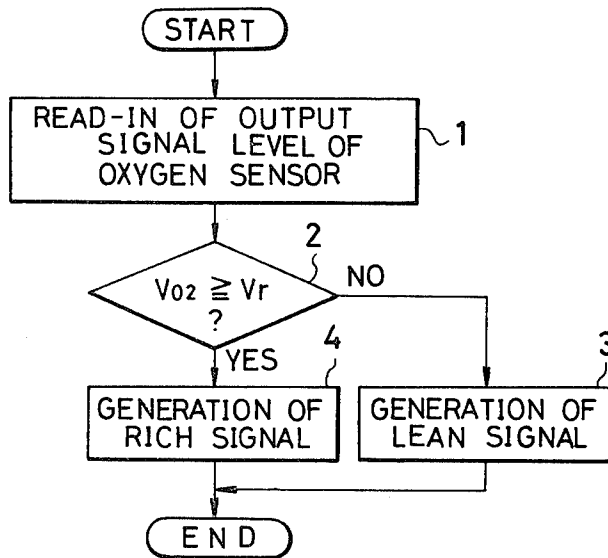 START
READ-IN OF OUTPUT
SIGNAL LEVEL OF
OXYGEN SENSOR
1
2
VO2 ≧ Vr
?
NO
YES
4
GENERATION OF
RICH SIGNAL
3
GENERATION OF
LEAN SIGNAL
END